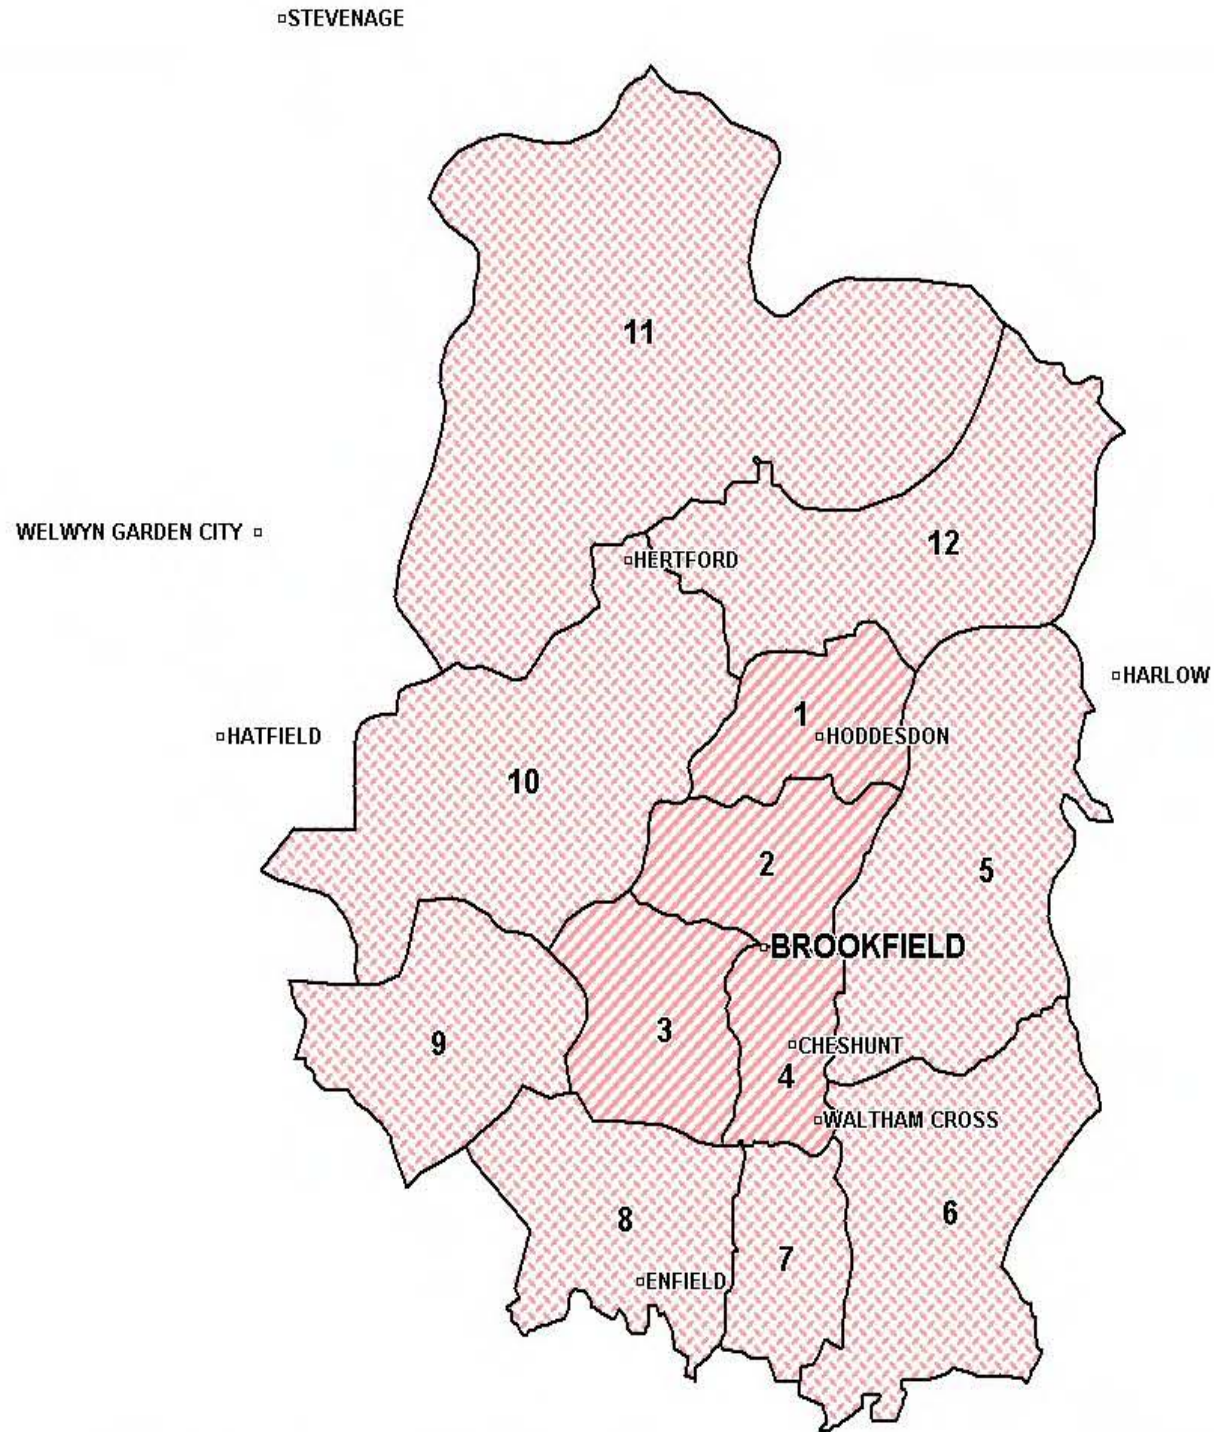 STEVENAGE
11
WELWYN GARDEN CITY
12
HERTFORD
HARLOW
1
HATFIELD
HODDESDON
10
2
5
BROOKFIELD
3
9
CHESHUNT
4
WALTHAM CROSS
6
8
7
ENFIELD